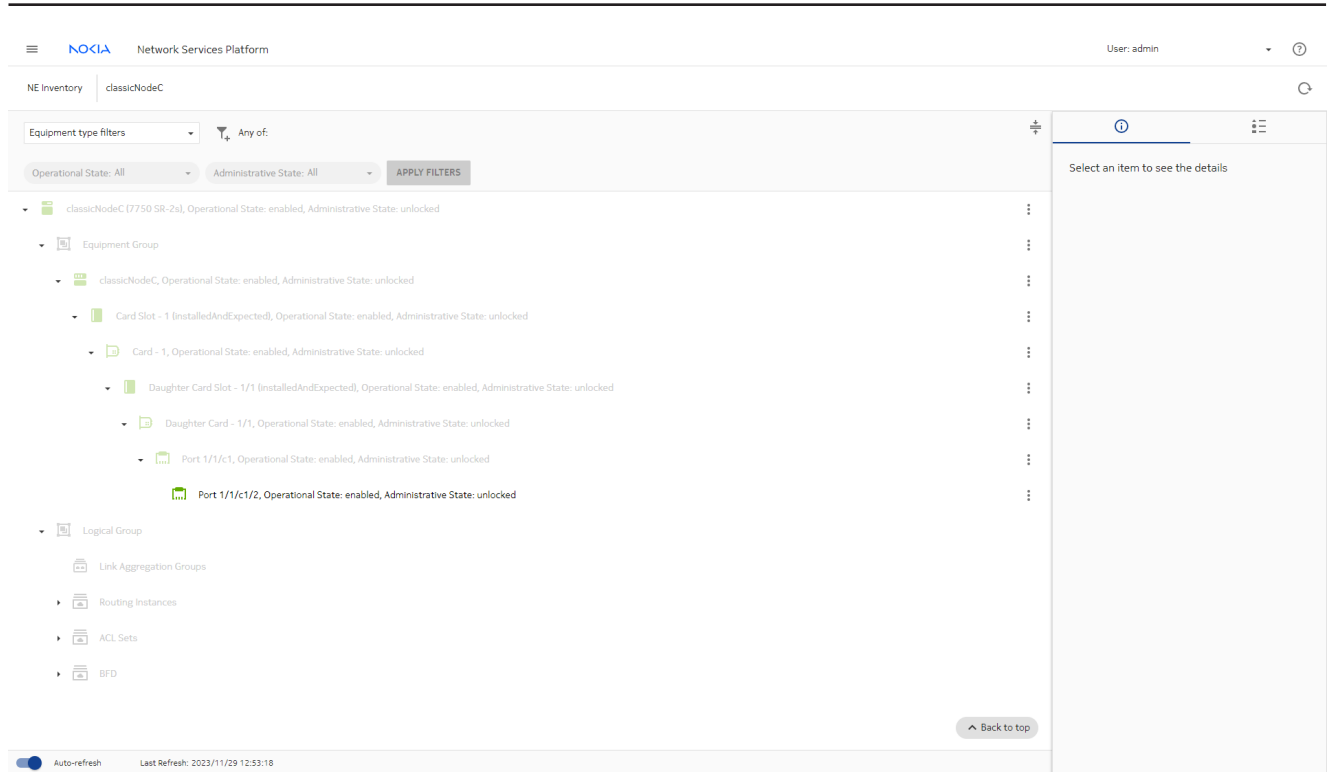 NOKIA Network Services Platform User: admin
NE Inventory classicNodeC
Equipment type filters Any of:
Operational State: All Administrative State: All APPLY FILTERS
Select an item to see the details
classicNodeC (7750 SR-2s), Operational State: enabled, Administrative State: unlocked
Equipment Group
classicNodeC, Operational State: enabled, Administrative State: unlocked
Card Slot - 1 (installedAndExpected), Operational State: enabled, Administrative State: unlocked
Card - 1, Operational State: enabled, Administrative State: unlocked
Daughter Card Slot - 1/1 (installedAndExpected), Operational State: enabled, Administrative State: unlocked
Daughter Card - 1/1, Operational State: enabled, Administrative State: unlocked
Port 1/1/c1, Operational State: enabled, Administrative State: unlocked
Port 1/1/c1/2, Operational State: enabled, Administrative State: unlocked
Logical Group
Link Aggregation Groups
Routing Instances
ACL Sets
BFD
Back to top
Auto-refresh Last Refresh: 2023/11/29 12:53:18